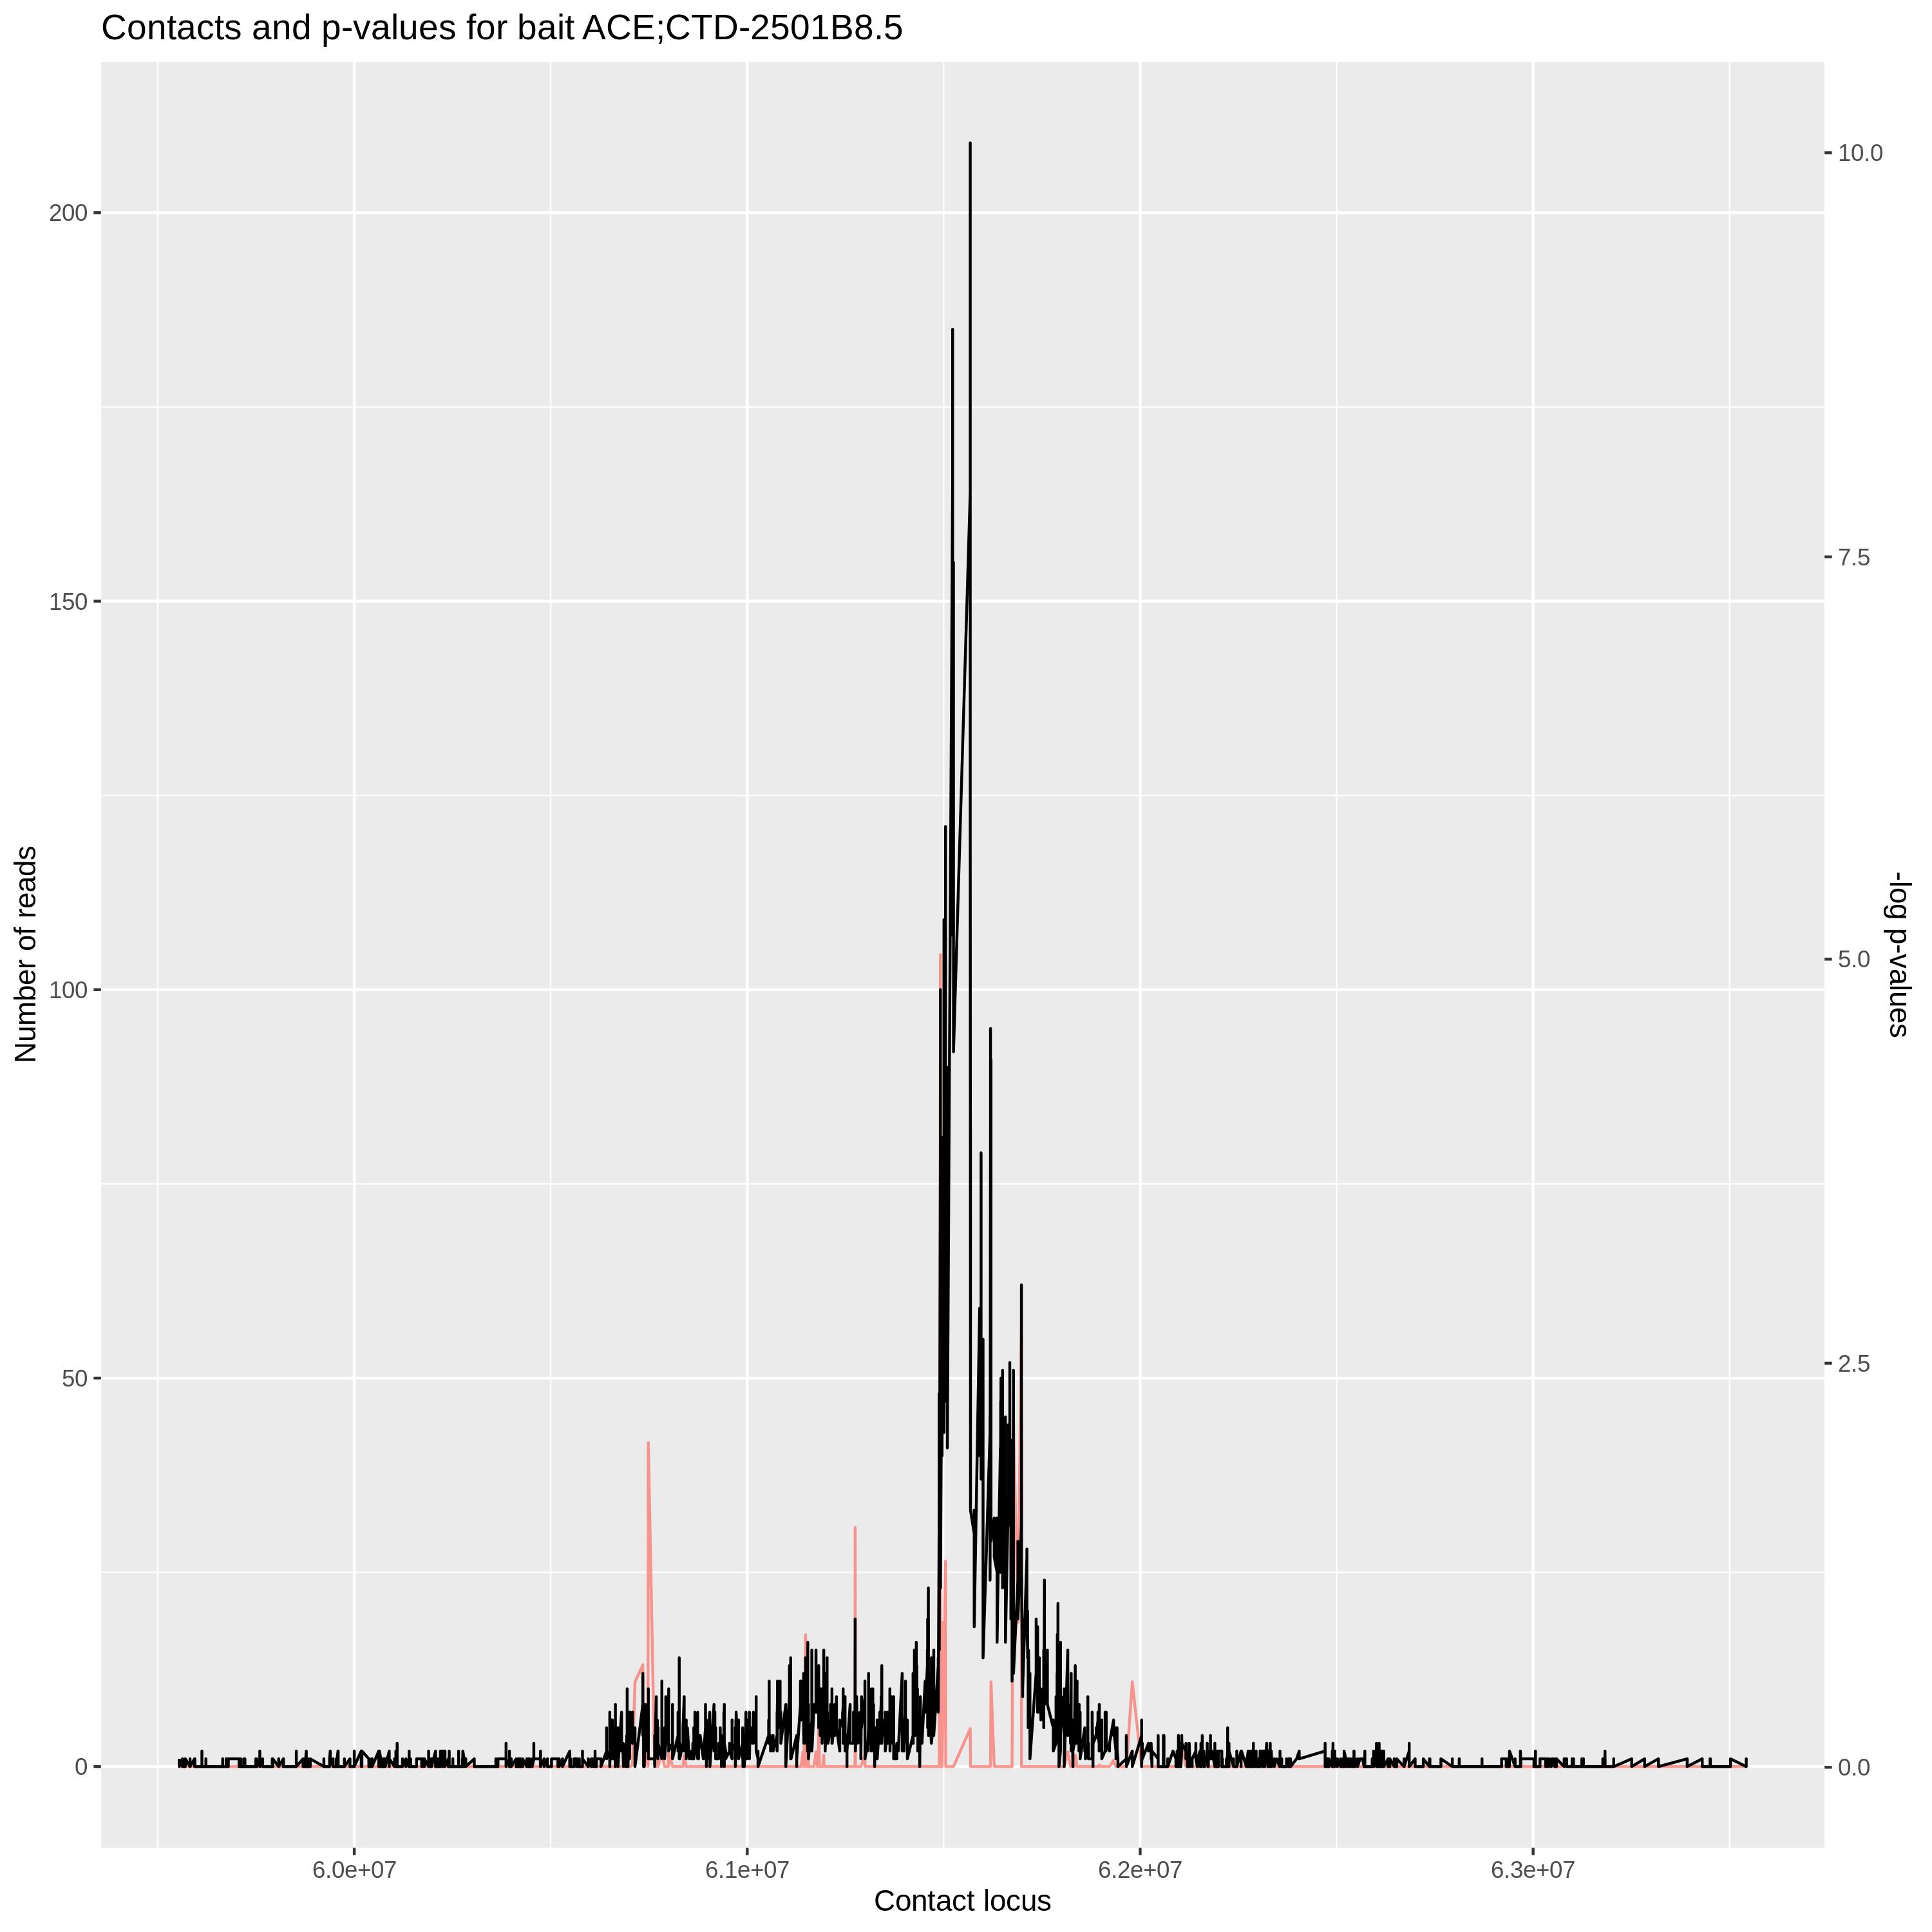 Contacts and p-values for bait ACE;CTD-2501B8.5
Number of reads
200
150
100
50
0
10.0
7.5
5.0
2.5
0.0
-log p-values
6.0e+07
6.1e+07
6.2e+07
6.3e+07
Contact locus